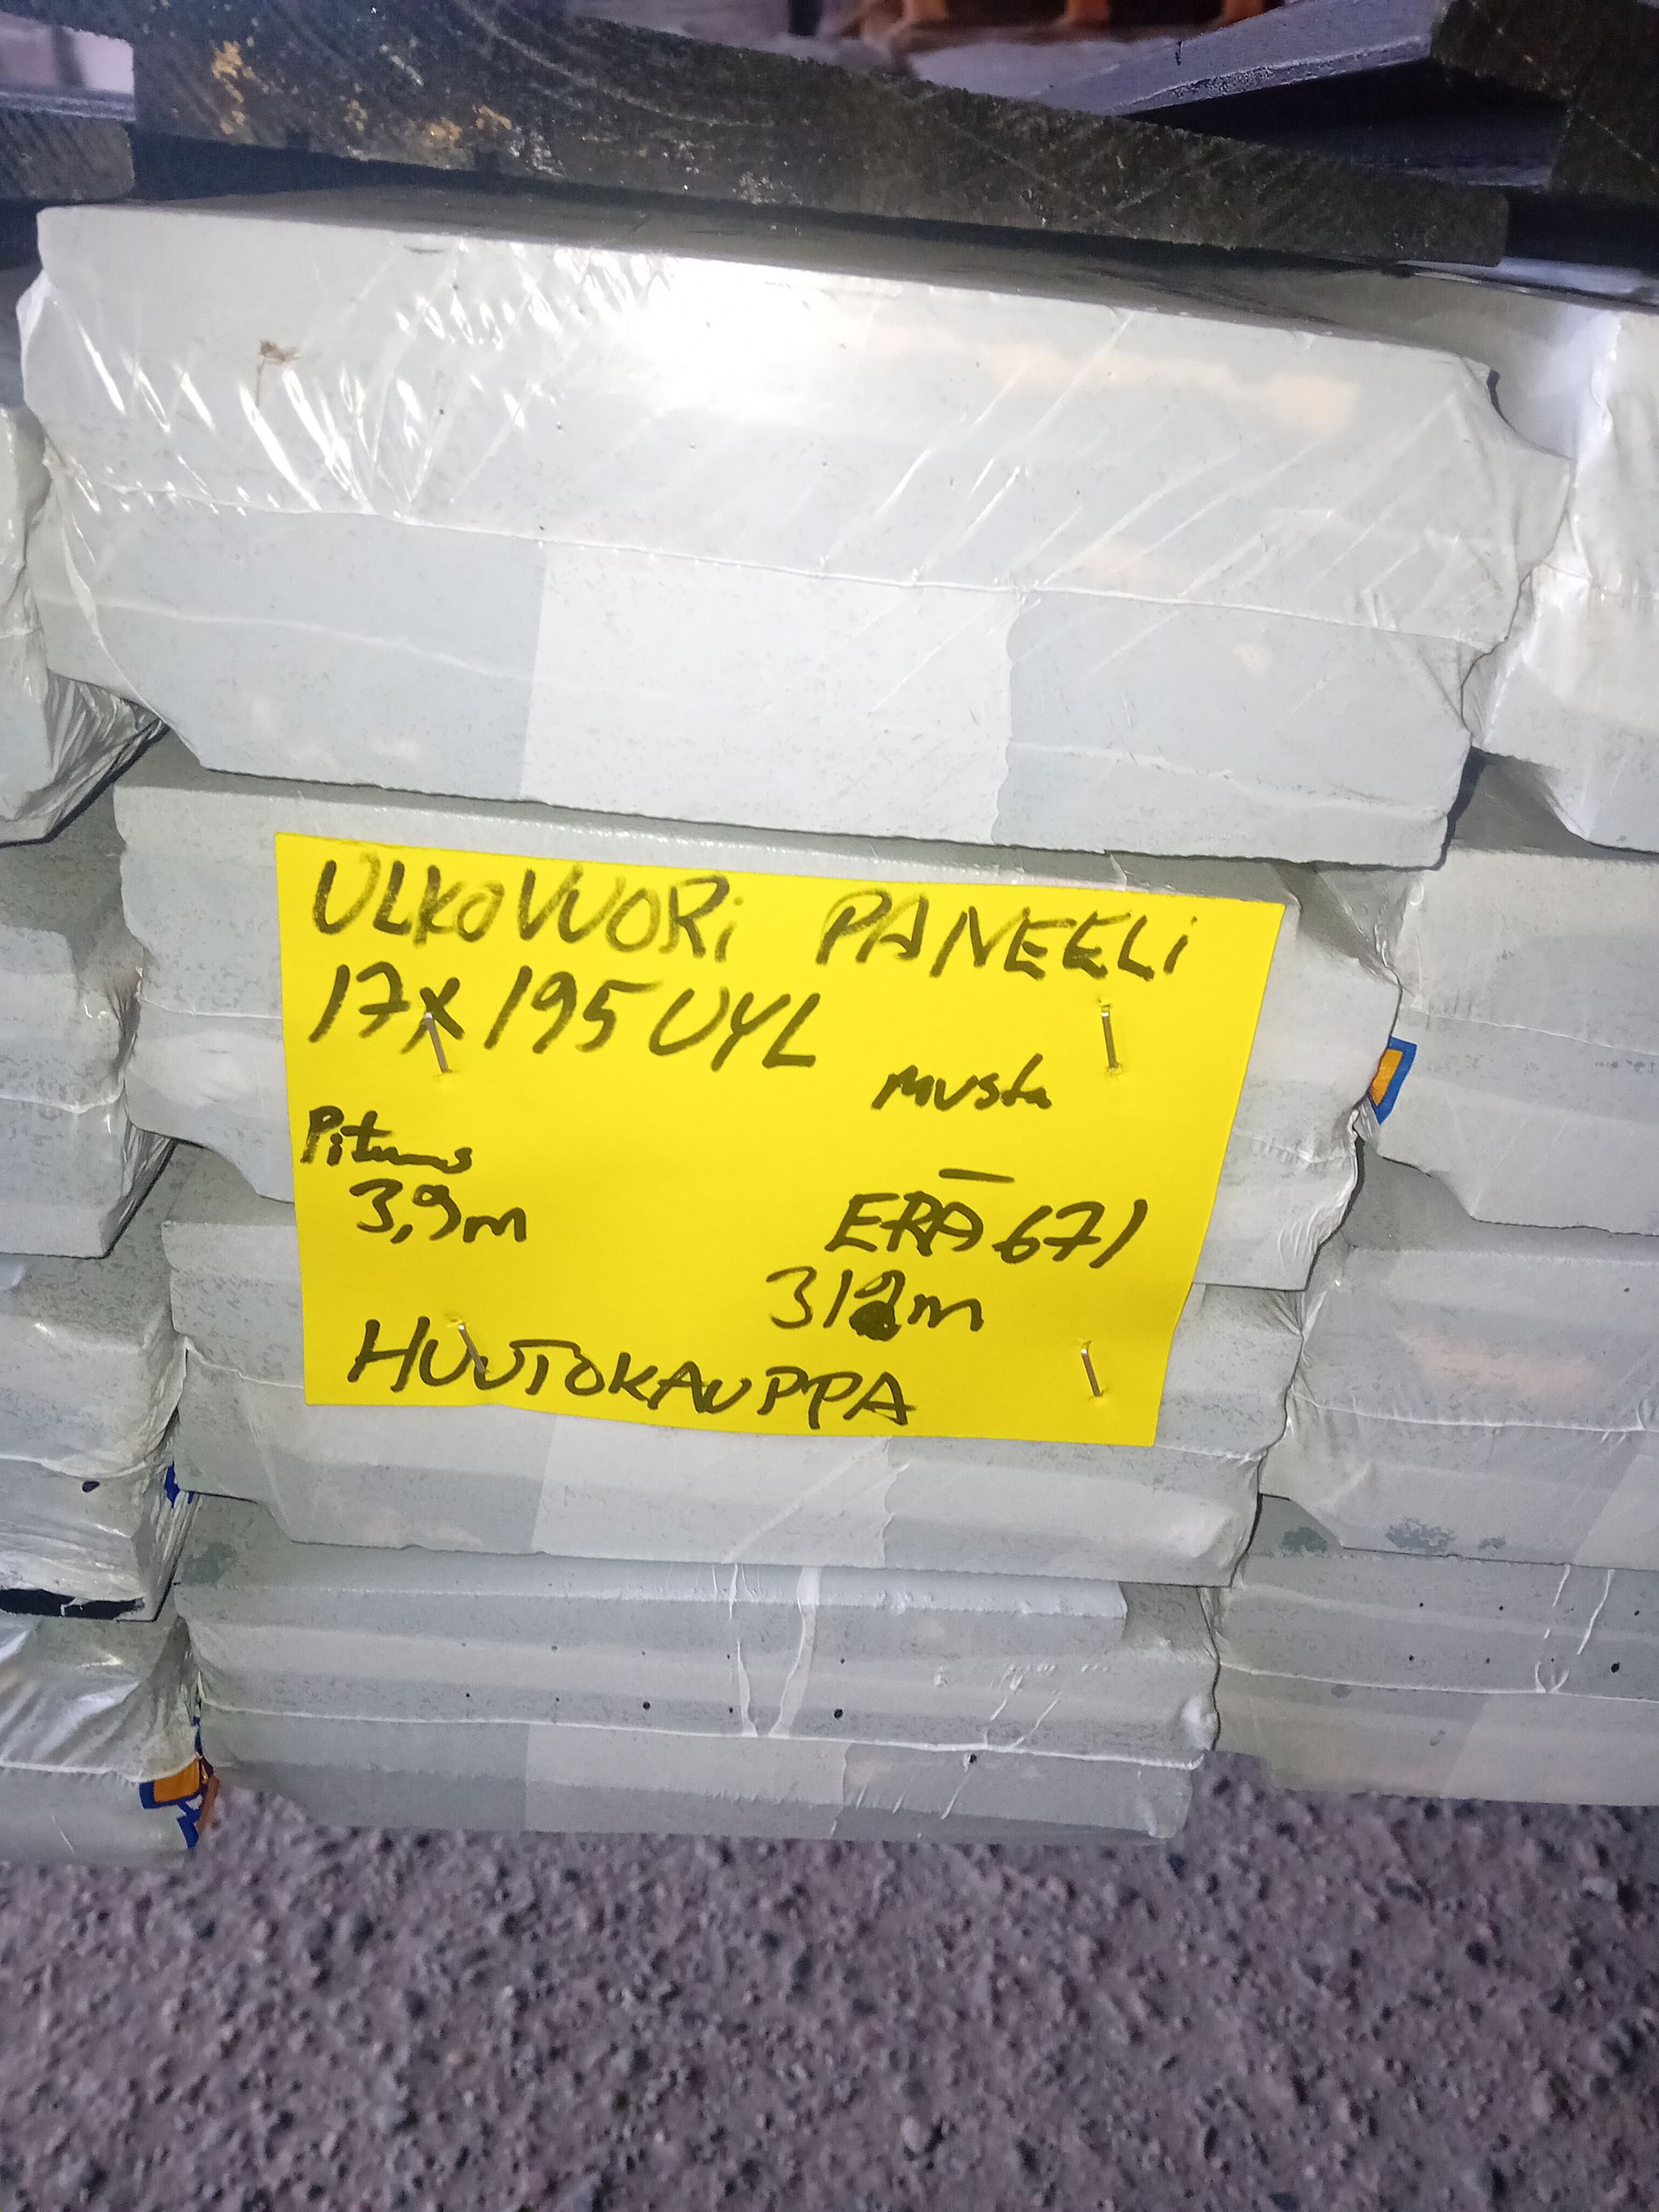 ULKOVUORi PANEELi
17x195 UYL
musta
Pituus
3,9m
ERÄ 671
312m
HUUTOKAUPPA